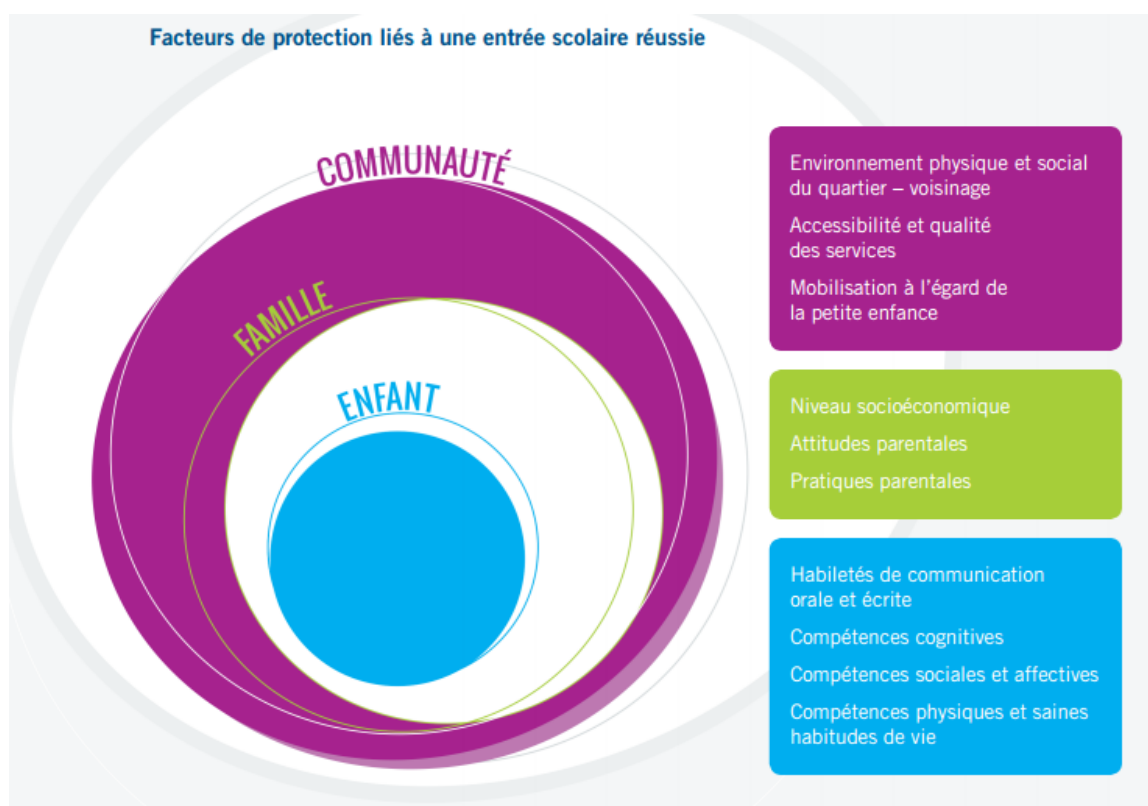 Facteurs de protection liés à une entrée scolaire réussie
COMMUNAUTÉ
FAMILLE
ENFANT
Environnement physique et social
du quartier – voisinage
Accessibilité et qualité
des services
Mobilisation à l'égard de
la petite enfance
Niveau socioéconomique
Attitudes parentales
Pratiques parentales
Habiletés de communication
orale et écrite
Compétences cognitives
Compétences sociales et affectives
Compétences physiques et saines
habitudes de vie